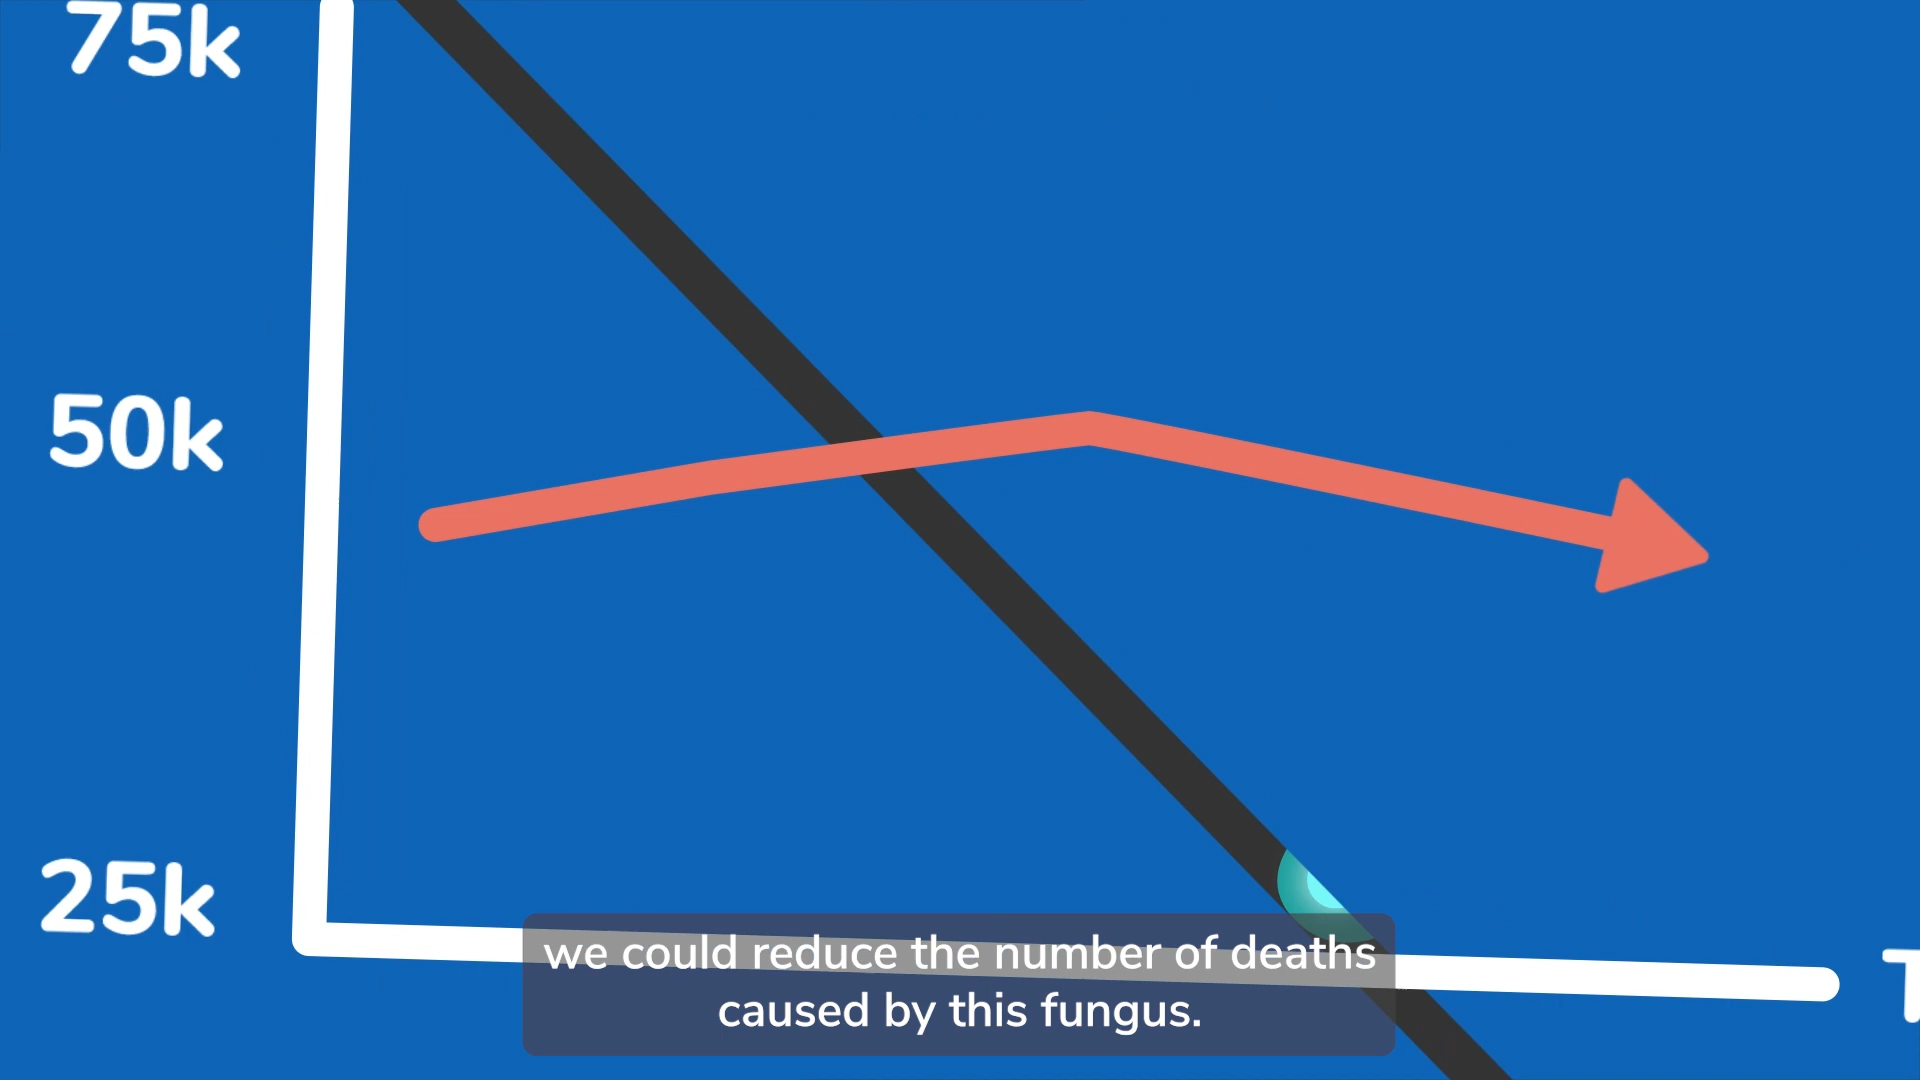 75k
50k
25k
we could reduce the number of deaths
caused by this fungus.